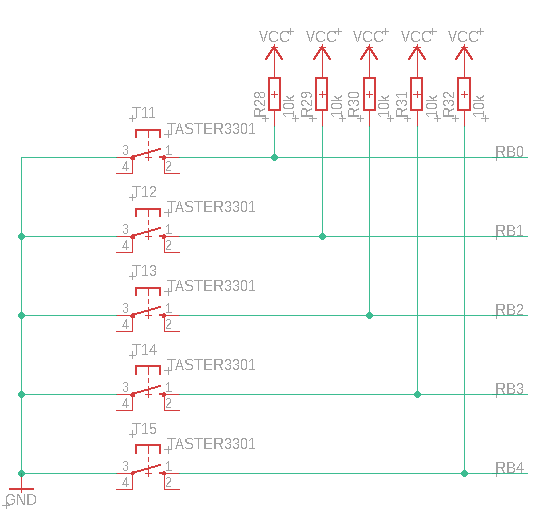 VCC VCC VCC VCC VCC
R28 10k R29 10k R30 10k R31 10k R32 10k
T11
TASTER3301
3 1 RB0
4 2
T12
TASTER3301
3 1 RB1
4 2
T13
TASTER3301
3 1 RB2
4 2
T14
TASTER3301
3 1 RB3
4 2
T15
TASTER3301
3 1 RB4
4 2
GND